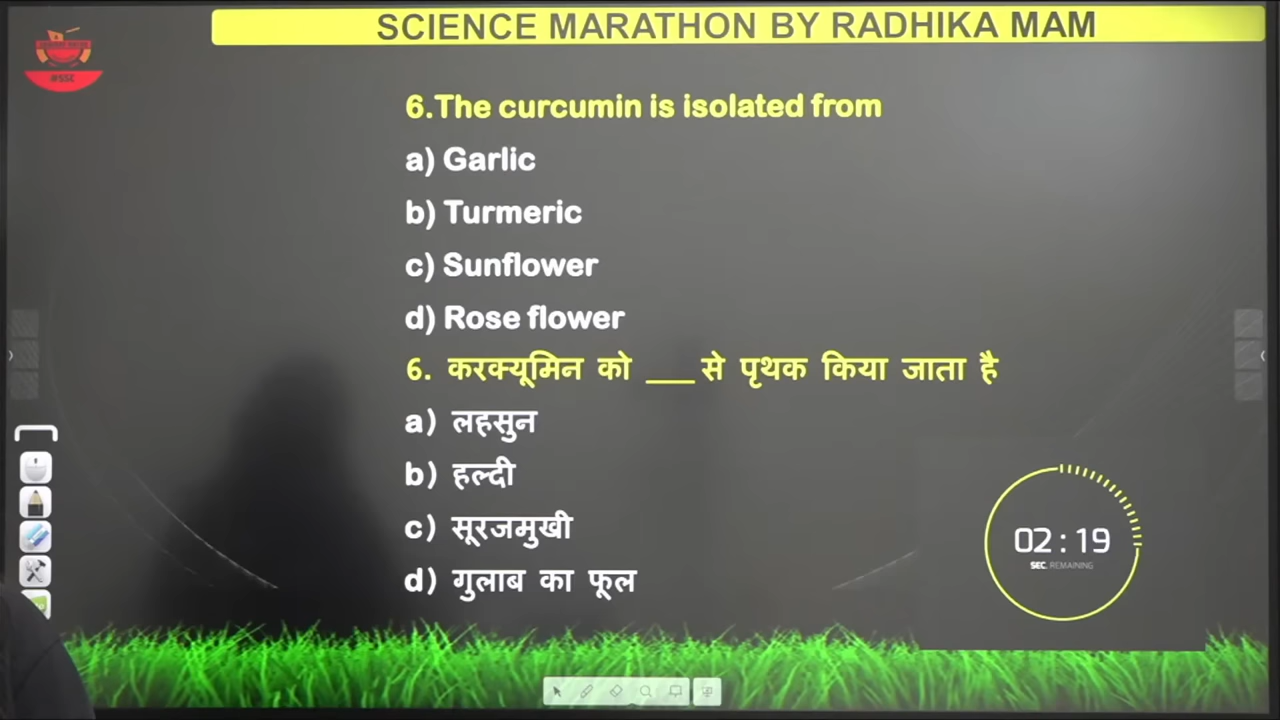 SCIENCE MARATHON BY RADHIKA MAM
@SSC
6.The curcumin is isolated from
a) Garlic
b) Turmeric
c) Sunflower
d) Rose flower
6. करक्यूमिन को ___ से पृथक किया जाता है
a) लहसुन
b) हल्दी
c) सूरजमुखी
d) गुलाब का फूल
02:19
SEC. REMAINING